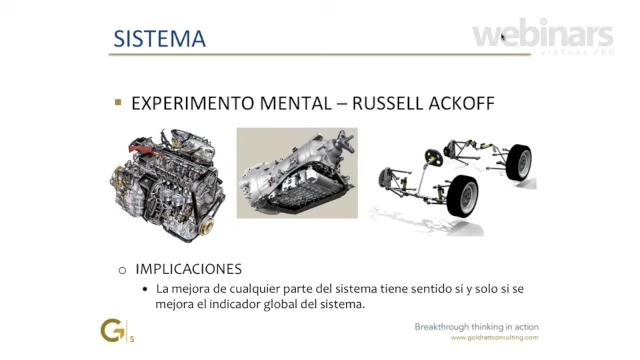 SISTEMA
webinars
VIRTUAL PRO
EXPERIMENTO MENTAL – RUSSELL ACKOFF
IMPLICACIONES
La mejora de cualquier parte del sistema tiene sentido si y solo si se
mejora el indicador global del sistema.
G
5
Breakthrough thinking in action
www.goldrattconsulting.com